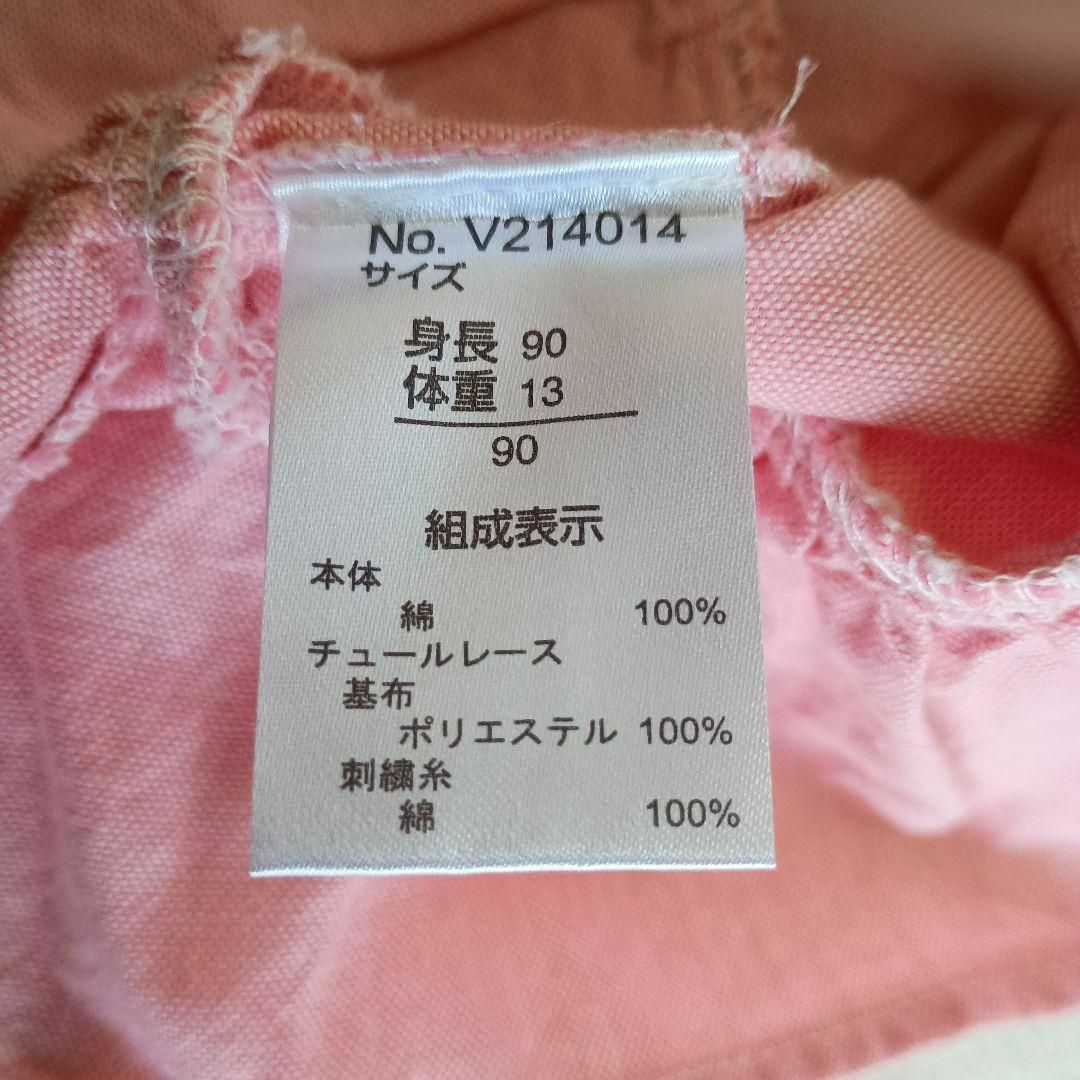 No. V214014
サイズ
身長 90
体重 13
90
組成表示
本体
綿 100%
チュールレース
基布
ポリエステル 100%
刺繍糸
綿 100%